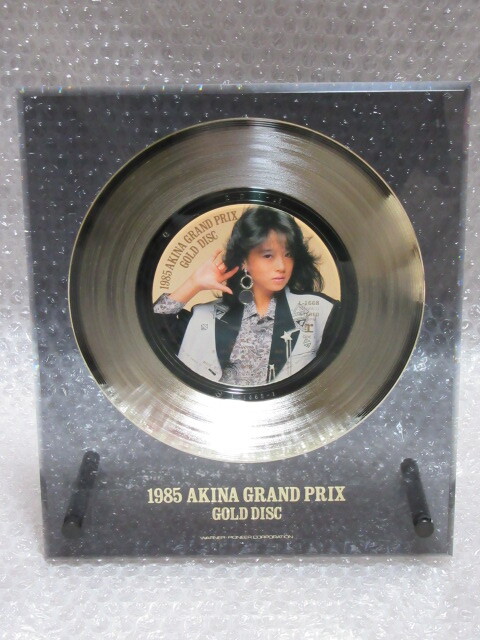 1985 AKINA GRAND PRIX
GOLD DISC
1985 AKINA GRAND PRIX
GOLD DISC
WARNER-PIONEER CORPORATION